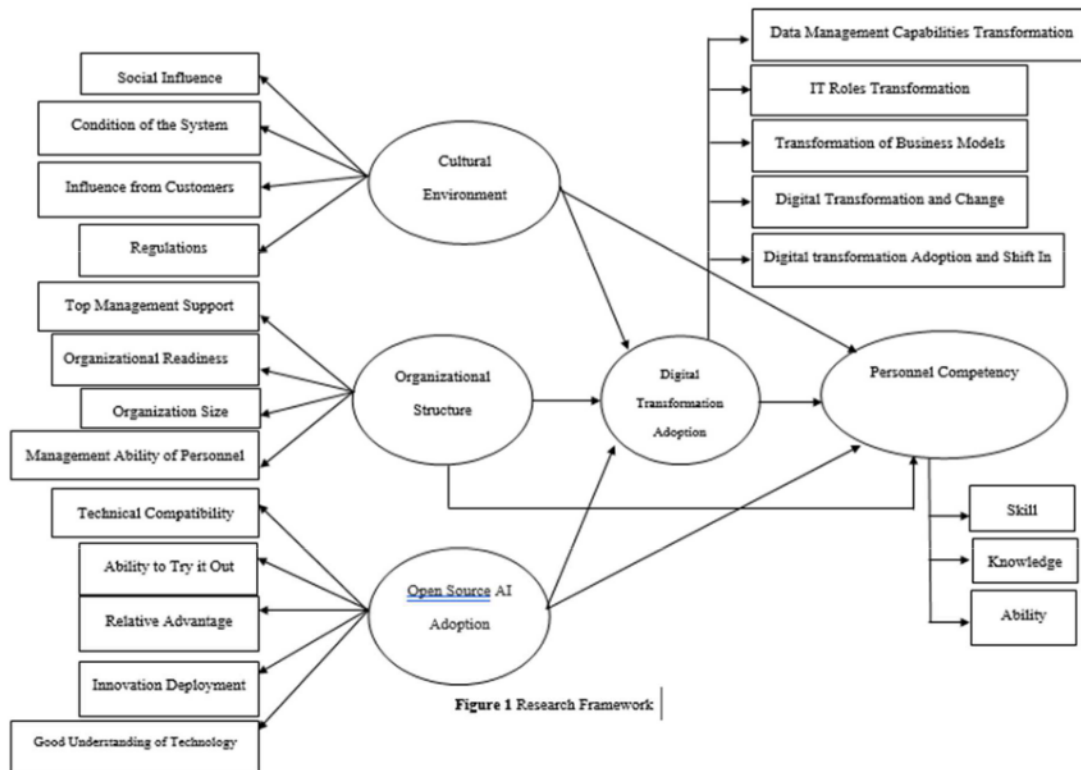 Data Management Capabilities Transformation
IT Roles Transformation
Transformation of Business Models
Digital Transformation and Change
Digital transformation Adoption and Shift In
Social Influence
Condition of the System
Influence from Customers
Regulations
Top Management Support
Organizational Readiness
Organization Size
Management Ability of Personnel
Technical Compatibility
Ability to Try it Out
Relative Advantage
Innovation Deployment
Good Understanding of Technology
Cultural
Environment
Organizational
Structure
Open Source AI
Adoption
Digital
Transformation
Adoption
Personnel Competency
Skill
Knowledge
Ability
Figure 1 Research Framework